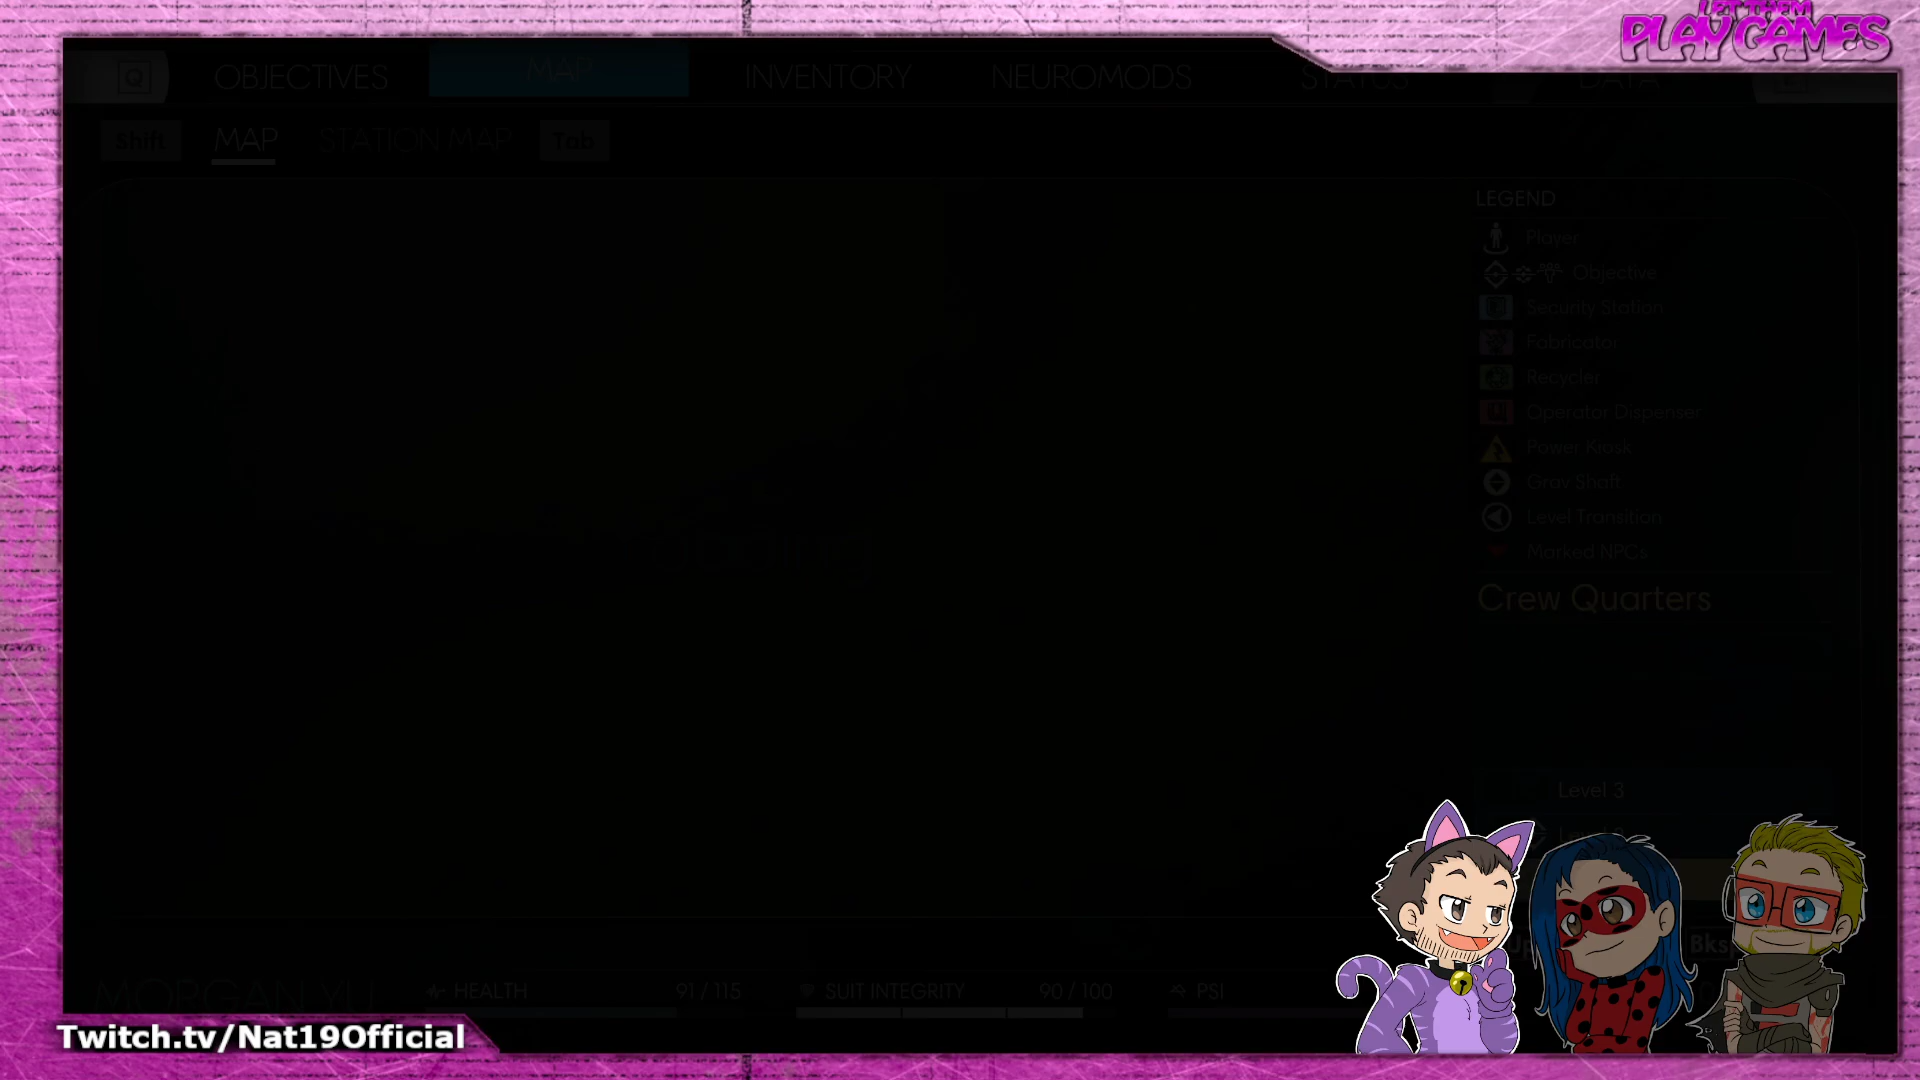 LET THEM
PLAY GAMES
Q OBJECTIVES MAP INVENTORY NEUROMODS STATUS DATA
Shift MAP STATION MAP Tab
LEGEND
Player
Objective
Security Station
Fabricator
Recycler
Operator Dispenser
Power Kiosk
Grav Shaft
Level Transition
Marked NPCs
Crew Quarters
Level 3
MORGAN YU HEALTH 91 / 115 SUIT INTEGRITY 90 / 100 PSI
Twitch.tv/Nat19Official